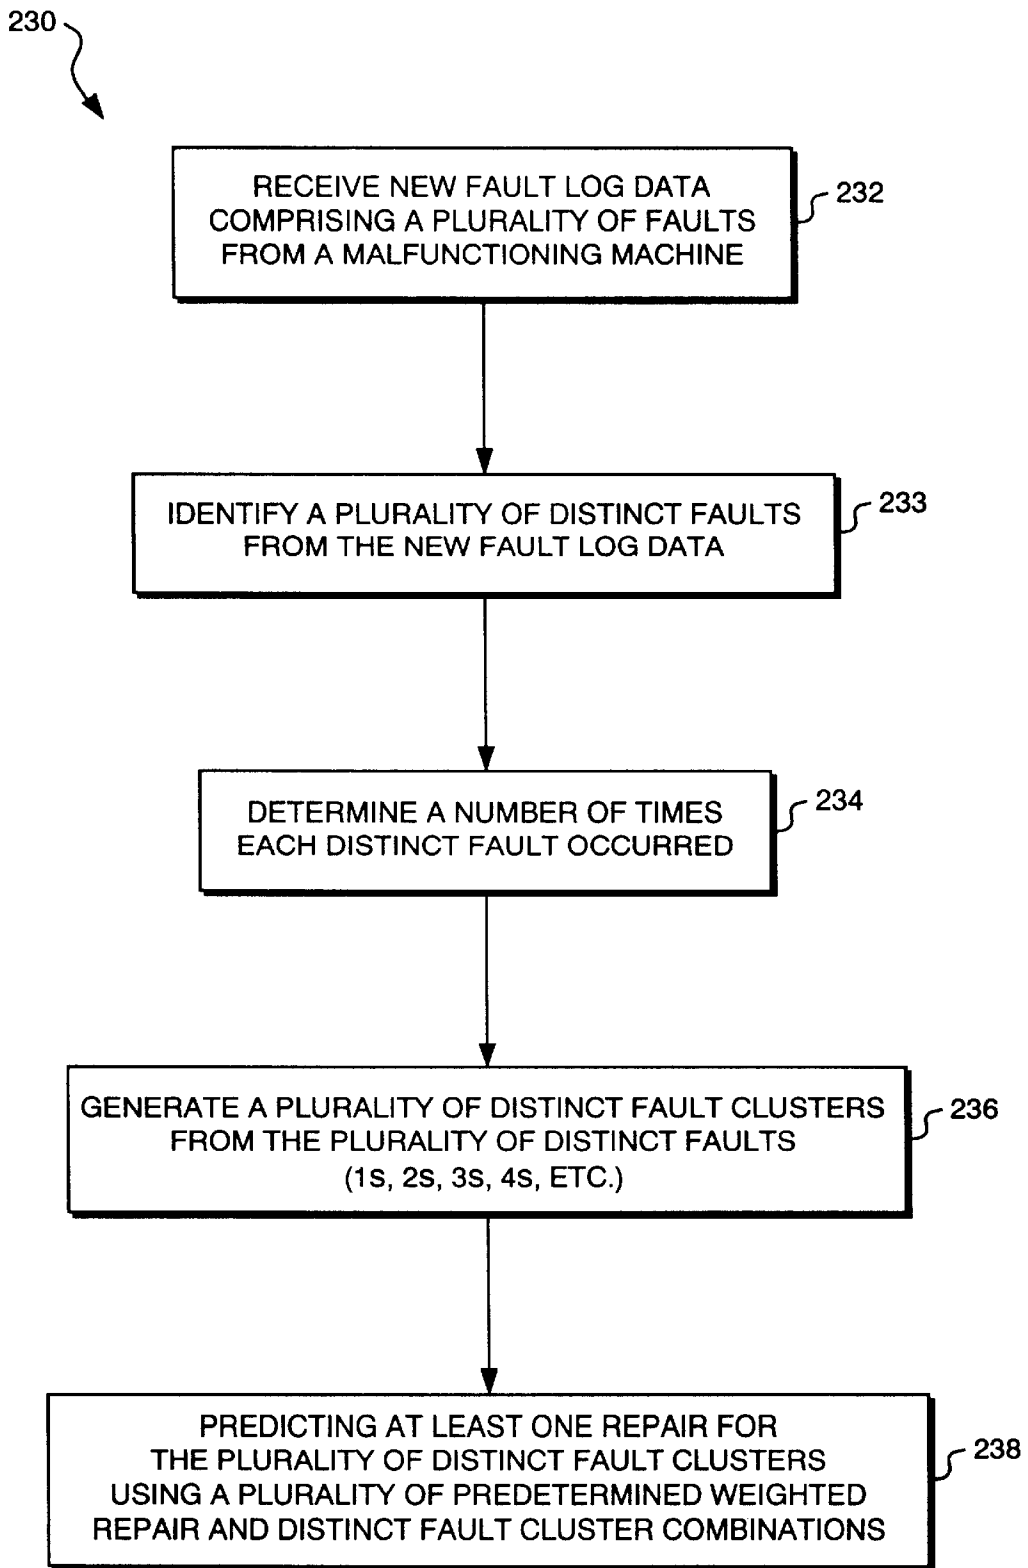 230
RECEIVE NEW FAULT LOG DATA
COMPRISING A PLURALITY OF FAULTS
FROM A MALFUNCTIONING MACHINE
232
IDENTIFY A PLURALITY OF DISTINCT FAULTS
FROM THE NEW FAULT LOG DATA
233
DETERMINE A NUMBER OF TIMES
EACH DISTINCT FAULT OCCURRED
234
GENERATE A PLURALITY OF DISTINCT FAULT CLUSTERS
FROM THE PLURALITY OF DISTINCT FAULTS
(1s, 2s, 3s, 4s, ETC.)
236
PREDICTING AT LEAST ONE REPAIR FOR
THE PLURALITY OF DISTINCT FAULT CLUSTERS
USING A PLURALITY OF PREDETERMINED WEIGHTED
REPAIR AND DISTINCT FAULT CLUSTER COMBINATIONS
238